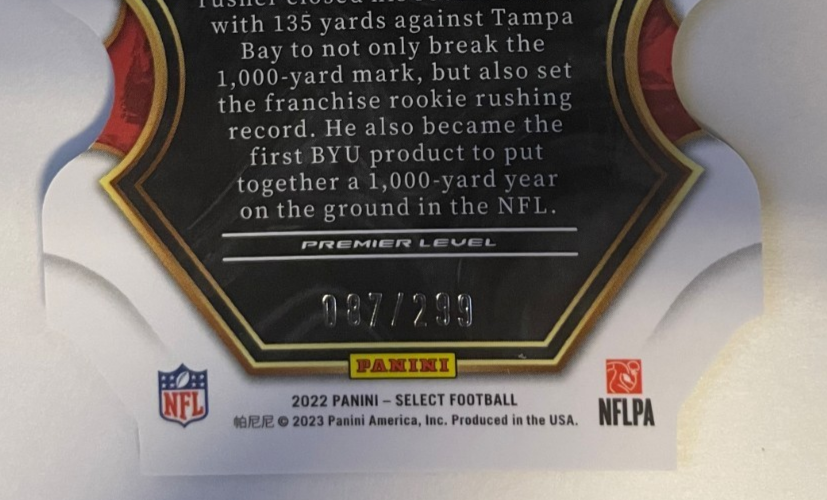 rusher closed his
with 135 yards against Tampa
Bay to not only break the
1,000-yard mark, but also set
the franchise rookie rushing
record. He also became the
first BYU product to put
together a 1,000-yard year
on the ground in the NFL.
PREMIER LEVEL
087/299
PANINI
NFL
2022 PANINI – SELECT FOOTBALL
帕尼尼 © 2023 Panini America, Inc. Produced in the USA.
NFLPA